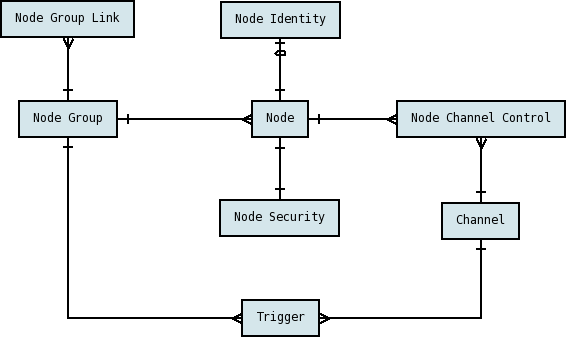 Node Group Link
Node Identity
Node Group
Node
Node Channel Control
Node Security
Channel
Trigger